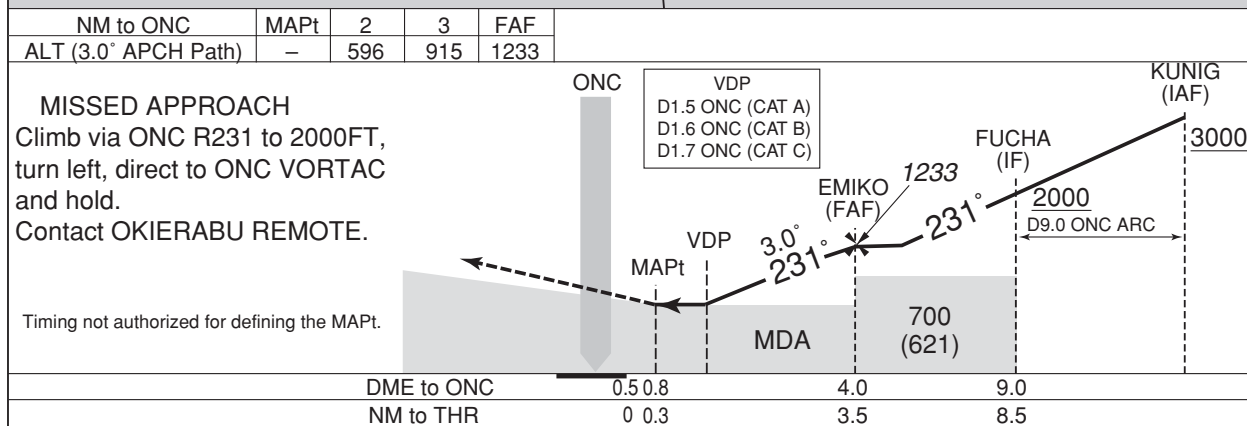 NM to ONC MAPt 2 3 FAF
ALT (3.0˚ APCH Path) – 596 915 1233
MISSED APPROACH
Climb via ONC R231 to 2000FT,
turn left, direct to ONC VORTAC
and hold.
Contact OKIERABU REMOTE.
Timing not authorized for defining the MAPt.
ONC
VDP
D1.5 ONC (CAT A)
D1.6 ONC (CAT B)
D1.7 ONC (CAT C)
KUNIG
(IAF)
3000
FUCHA
(IF)
2000
D9.0 ONC ARC
1233
EMIKO
(FAF)
231˚
3.0˚
231˚
VDP
MAPt
MDA
700
(621)
DME to ONC 0.5 0.8 4.0 9.0
NM to THR 0 0.3 3.5 8.5